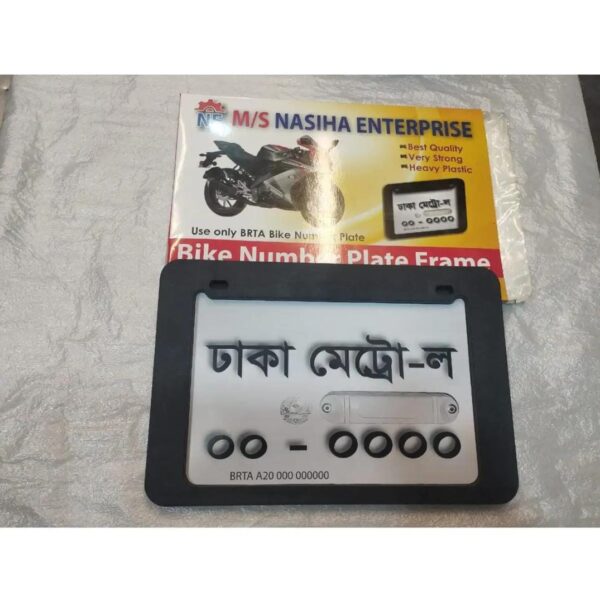 NE M/S NASIHA ENTERPRISE
Best Quality
Very Strong
Heavy Plastic
ঢাকা মেট্রো-ল
০০ - ০০০০
Use only BRTA Bike Number Plate
Bike Number Plate Frame
ঢাকা মেট্রো-ল
০০ - ০০০০
BRTA A20 000 000000